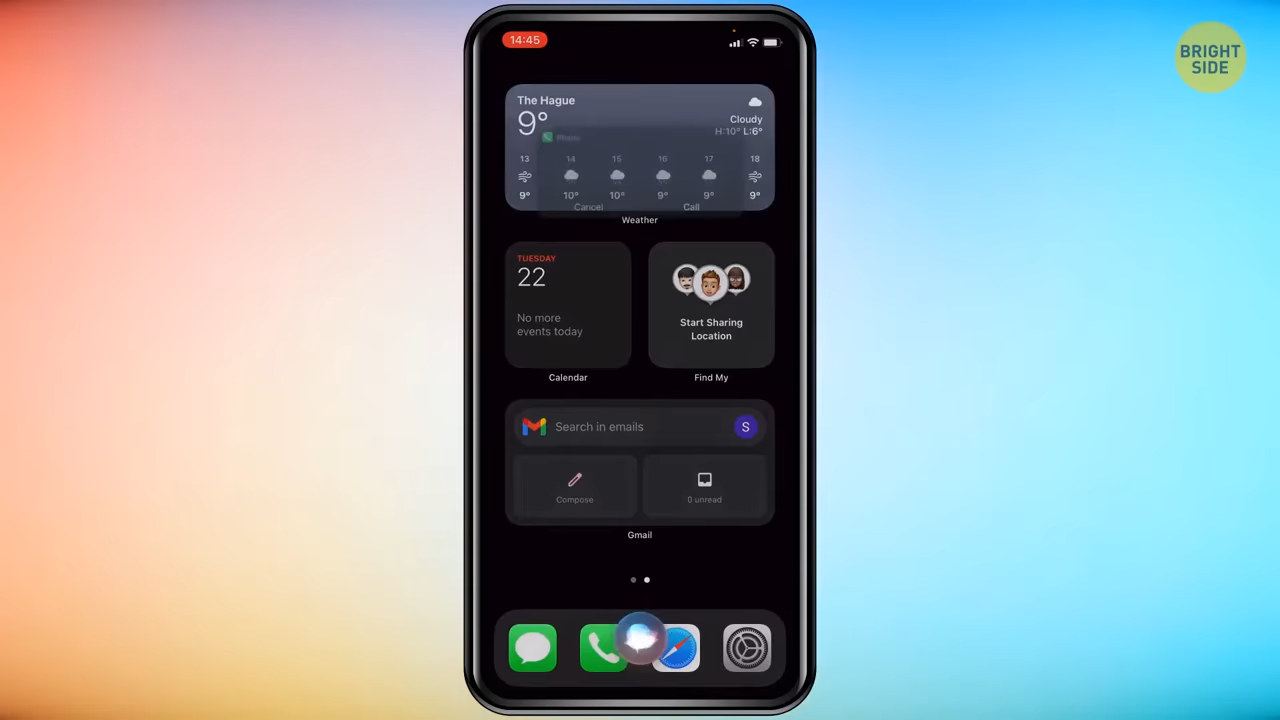 14:45
BRIGHT
SIDE
The Hague
9°
Cloudy
H:10° L:6°
Phone
13 14 15 16 17 18
9° 10° 10° 9° 9° 9°
Cancel Call
Weather
TUESDAY
22
No more
events today
Calendar
Start Sharing
Location
Find My
Search in emails S
Compose 0 unread
Gmail